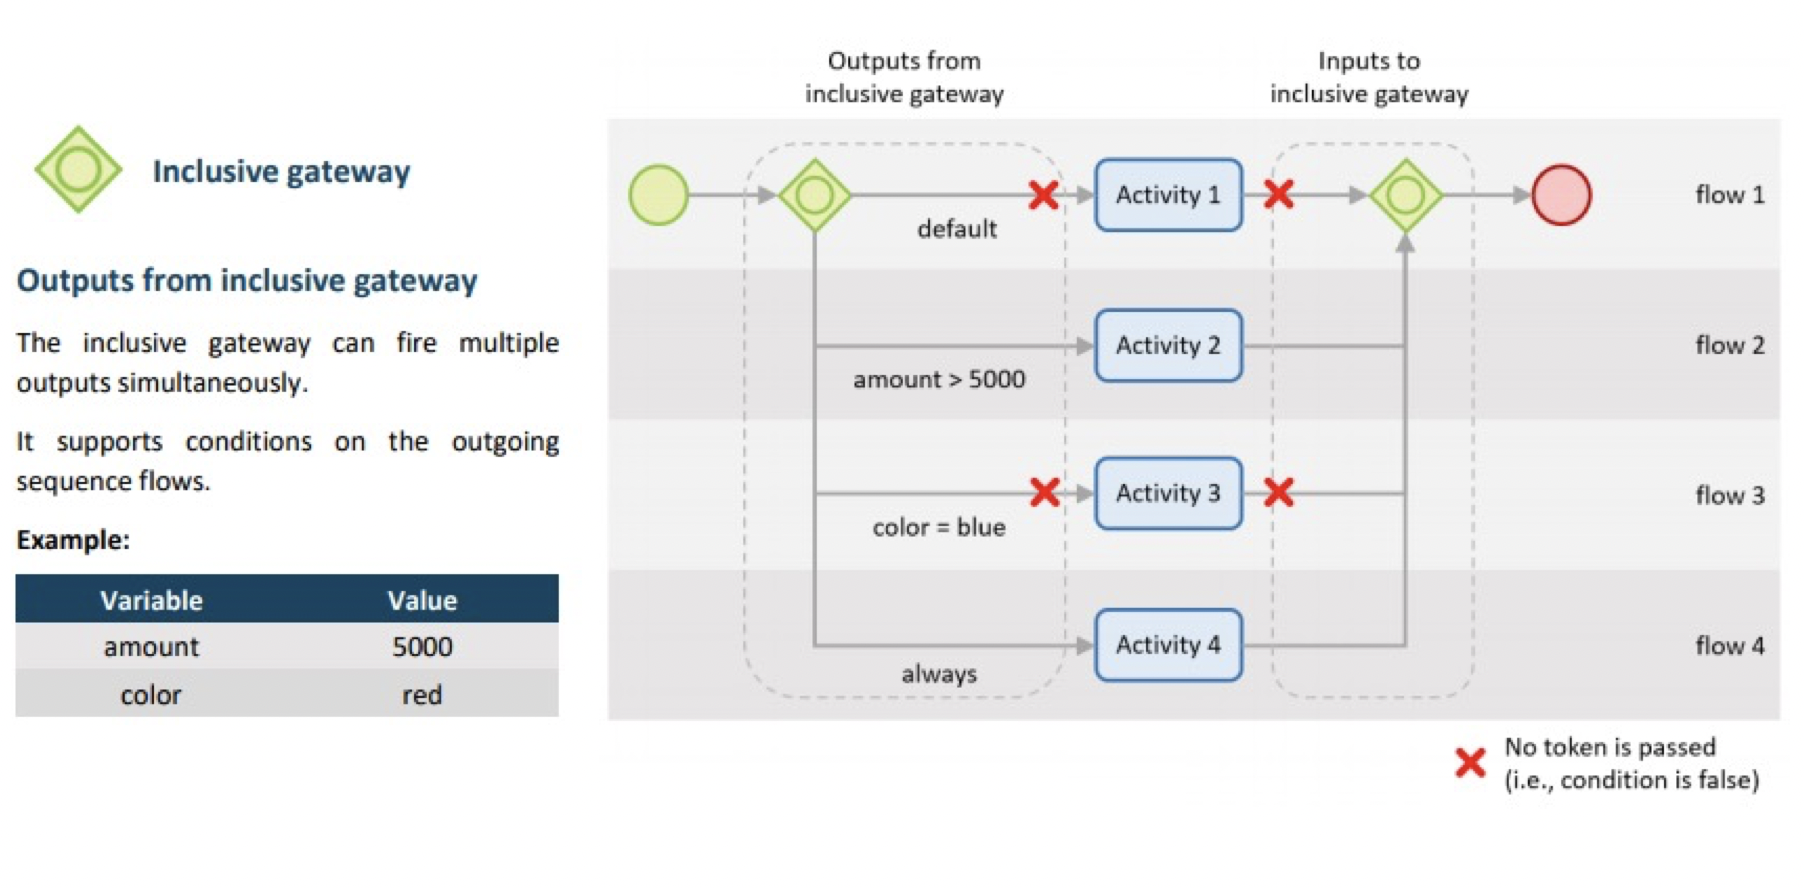 Inclusive gateway
Outputs from inclusive gateway
The inclusive gateway can fire multiple
outputs simultaneously.
It supports conditions on the outgoing
sequence flows.
Example:
Variable Value
amount 5000
color red
Outputs from
inclusive gateway
Inputs to
inclusive gateway
Activity 1
flow 1
default
Activity 2
flow 2
amount > 5000
Activity 3
flow 3
color = blue
Activity 4
flow 4
always
No token is passed
(i.e., condition is false)